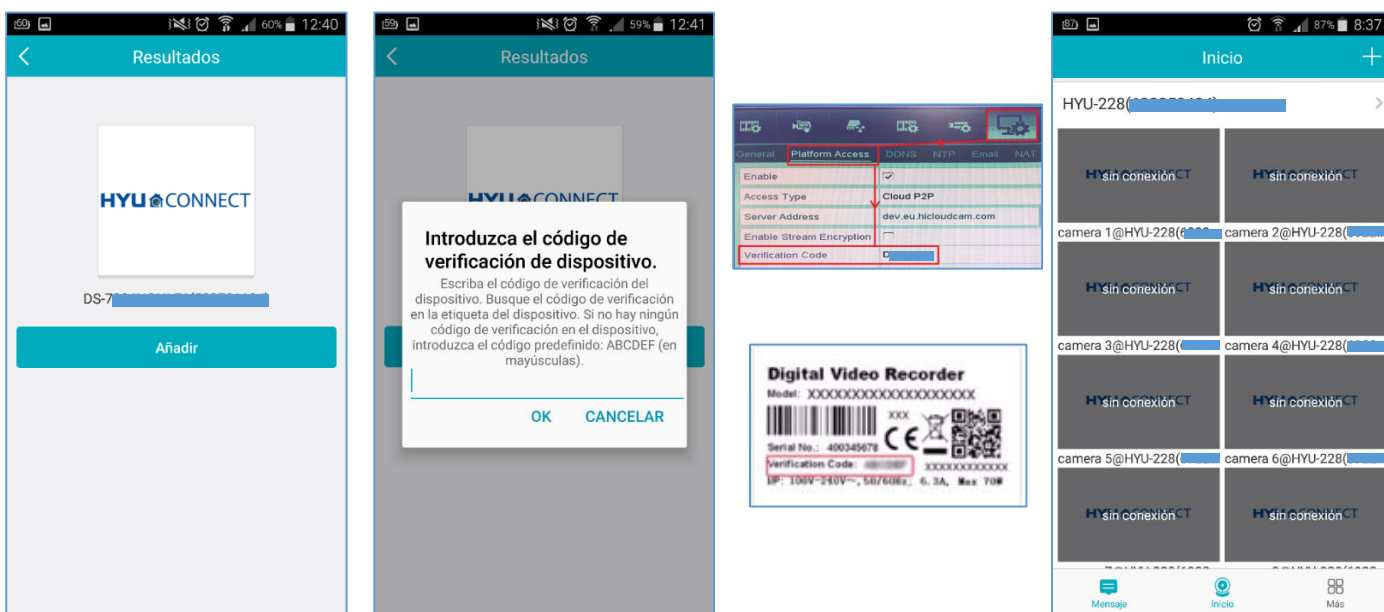 60% 12:40
Resultados
HYU CONNECT
DS-7
Añadir
59% 12:41
Resultados
HYU CONNECT
Introduzca el código de
verificación de dispositivo.
Escriba el código de verificación del
dispositivo. Busque el código de verificación
en la etiqueta del dispositivo. Si no hay ningún
código de verificación en el dispositivo,
introduzca el código predefinido: ABCDEF (en
mayúsculas).
OK CANCELAR
General Platform Access DDNS NTP Email NAT
Enable
Access Type Cloud P2P
Server Address dev.eu.hicloudcam.com
Enable Stream Encryption
Verification Code D
Digital Video Recorder
Model: XXXXXXXXXXXXXXXXXXXX
XXX
CE
Serial No.: 400345678
Verification Code: XXXXXXXXXXXX
UP: 100V-240V~, 50/60Hz, 6.3A, Max 70W
87% 8:37
Inicio
HYU-228(
sin conexión sin conexión
camera 1@HYU-228( camera 2@HYU-228(
sin conexión sin conexión
camera 3@HYU-228( camera 4@HYU-228(
sin conexión sin conexión
camera 5@HYU-228( camera 6@HYU-228(
sin conexión sin conexión
Mensaje Inicio Más